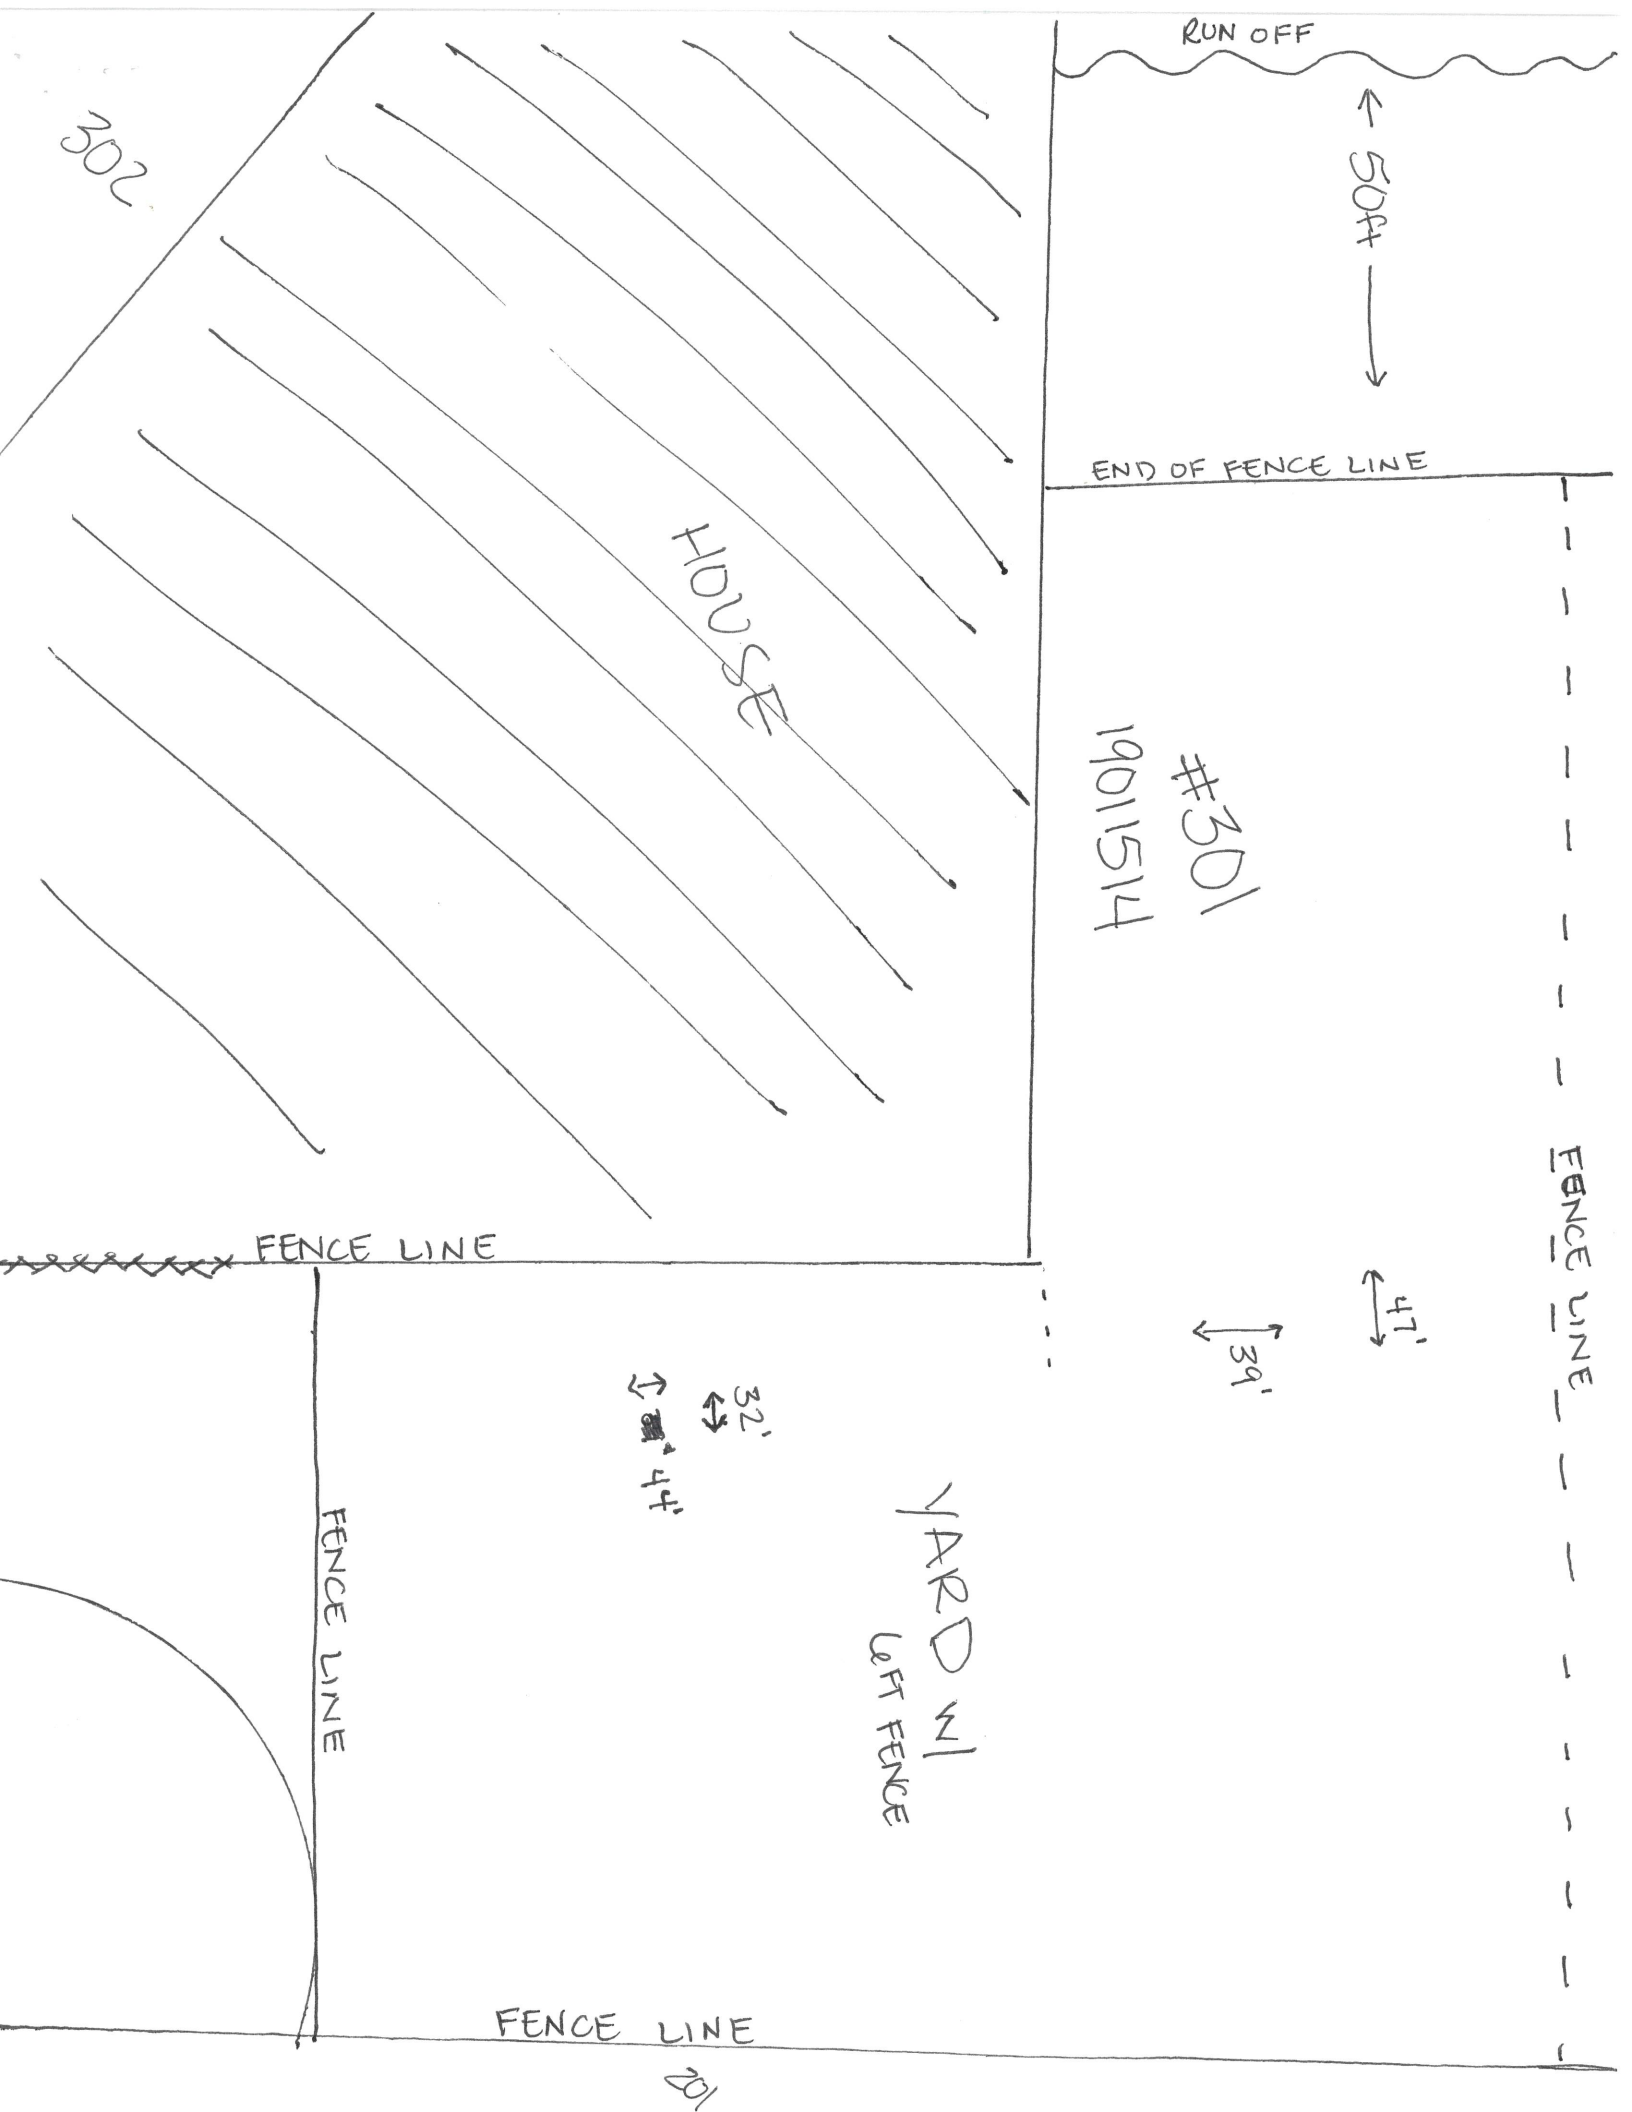 RUN OFF
302
50ft
END OF FENCE LINE
HOUSE
#301
19011514
FENCE LINE
FENCE LINE
47'
39'
32'
44'
YARD W/
6FT FENCE
FENCE LINE
FENCE LINE
201